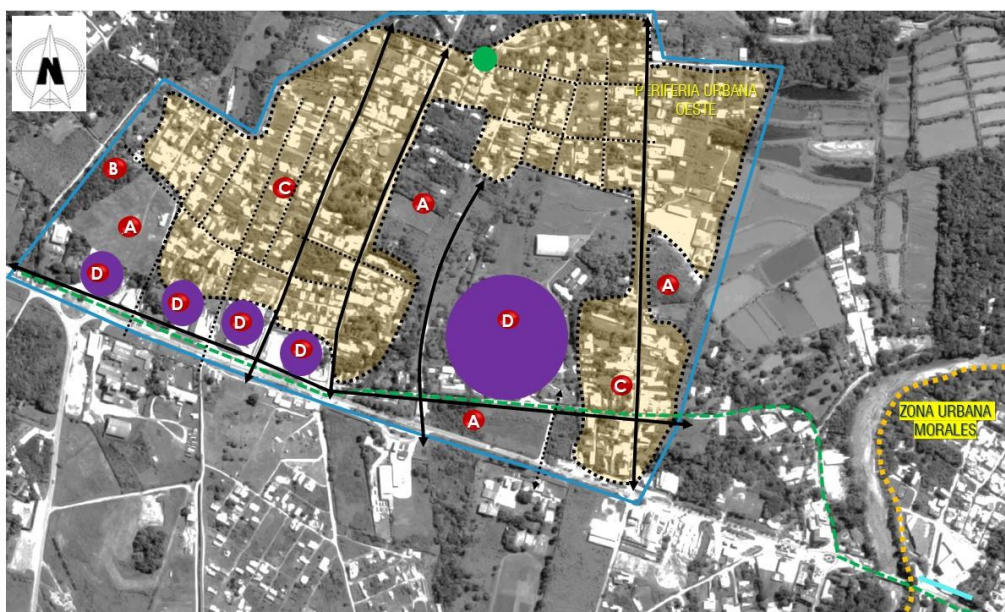 N
PERIFERIA URBANA
OESTE
B
C
A
A
D
A
D
D
D
D
C
ZONA URBANA
MORALES
A